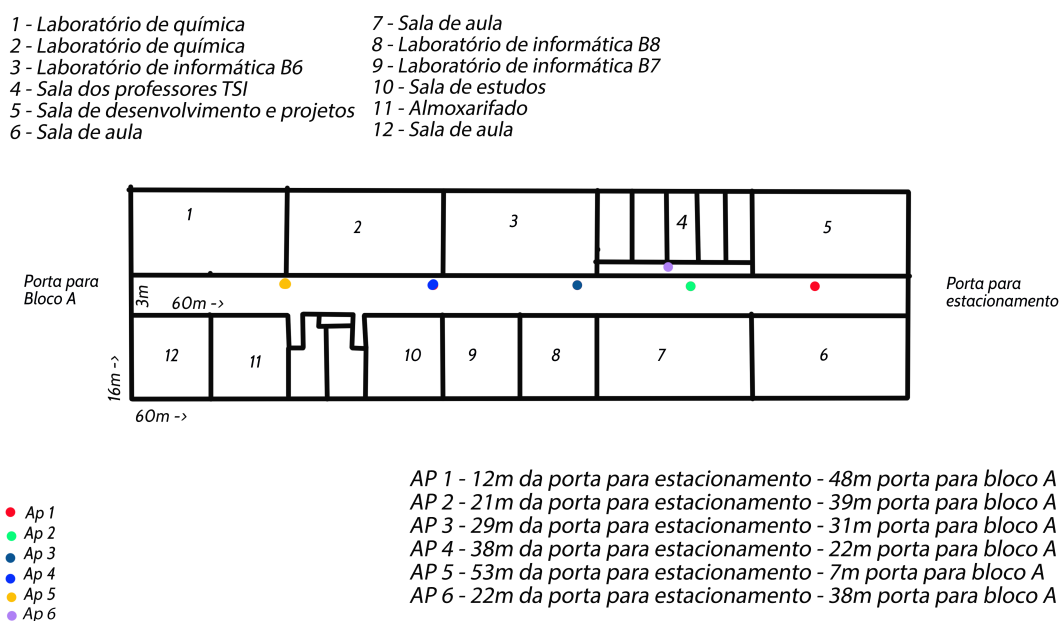 1 - Laboratório de química
2 - Laboratório de química
3 - Laboratório de informática B6
4 - Sala dos professores TSI
5 - Sala de desenvolvimento e projetos
6 - Sala de aula
7 - Sala de aula
8 - Laboratório de informática B8
9 - Laboratório de informática B7
10 - Sala de estudos
11 - Almoxarifado
12 - Sala de aula
1
2
3
4
5
Porta para
Bloco A
3m
60m ->
Porta para
estacionamento
12
11
10
9
8
7
6
16m ->
60m ->
AP 1 - 12m da porta para estacionamento - 48m porta para bloco A
AP 2 - 21m da porta para estacionamento - 39m porta para bloco A
AP 3 - 29m da porta para estacionamento - 31m porta para bloco A
AP 4 - 38m da porta para estacionamento - 22m porta para bloco A
AP 5 - 53m da porta para estacionamento - 7m porta para bloco A
AP 6 - 22m da porta para estacionamento - 38m porta para bloco A
Ap 1
Ap 2
Ap 3
Ap 4
Ap 5
Ap 6